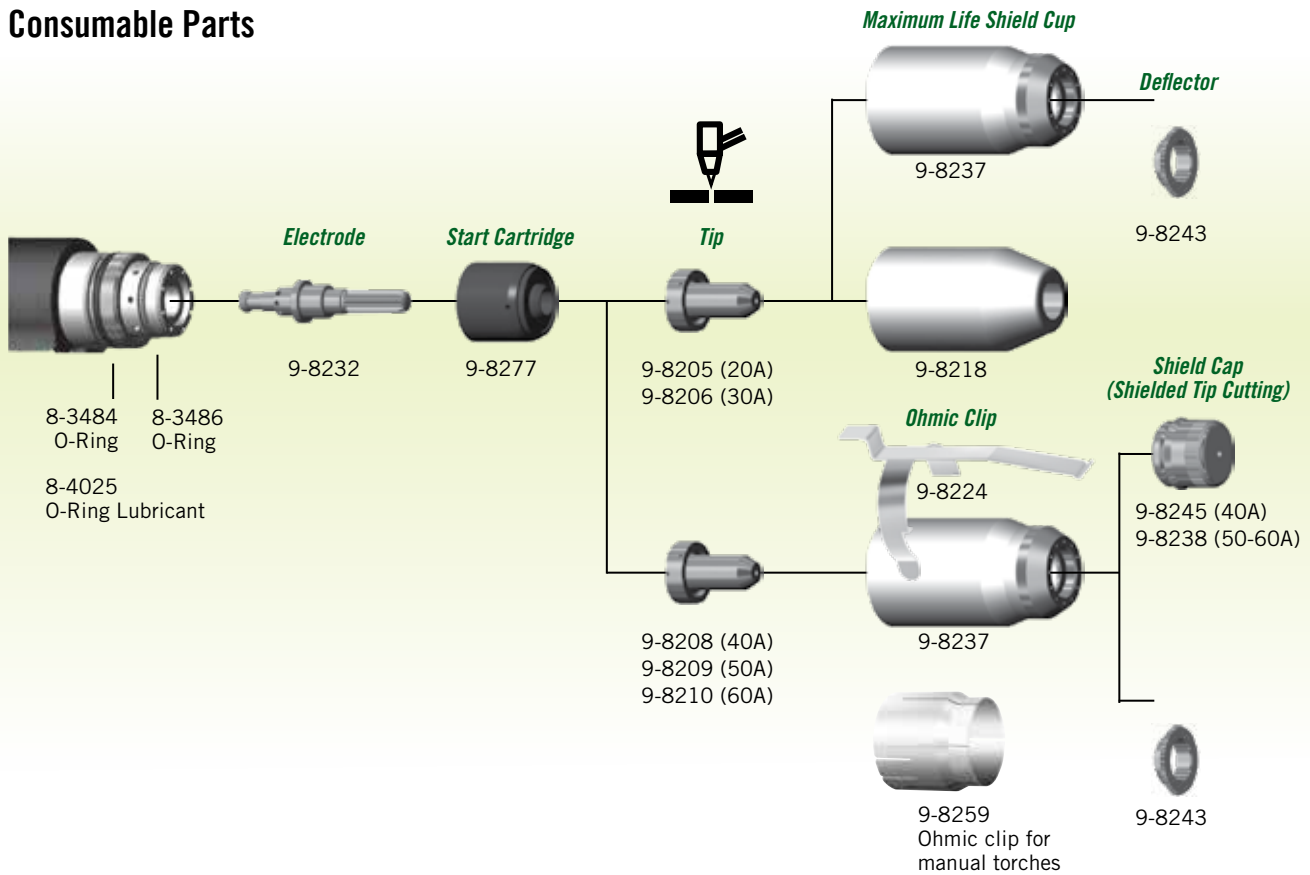 Consumable Parts
Maximum Life Shield Cup
Deflector
9-8237
9-8243
Electrode
Start Cartridge
Tip
9-8232
9-8277
9-8205 (20A)
9-8206 (30A)
9-8218
8-3484
O-Ring
8-3486
O-Ring
8-4025
O-Ring Lubricant
Shield Cap
(Shielded Tip Cutting)
Ohmic Clip
9-8224
9-8245 (40A)
9-8238 (50-60A)
9-8208 (40A)
9-8209 (50A)
9-8210 (60A)
9-8237
9-8259
Ohmic clip for
manual torches
9-8243